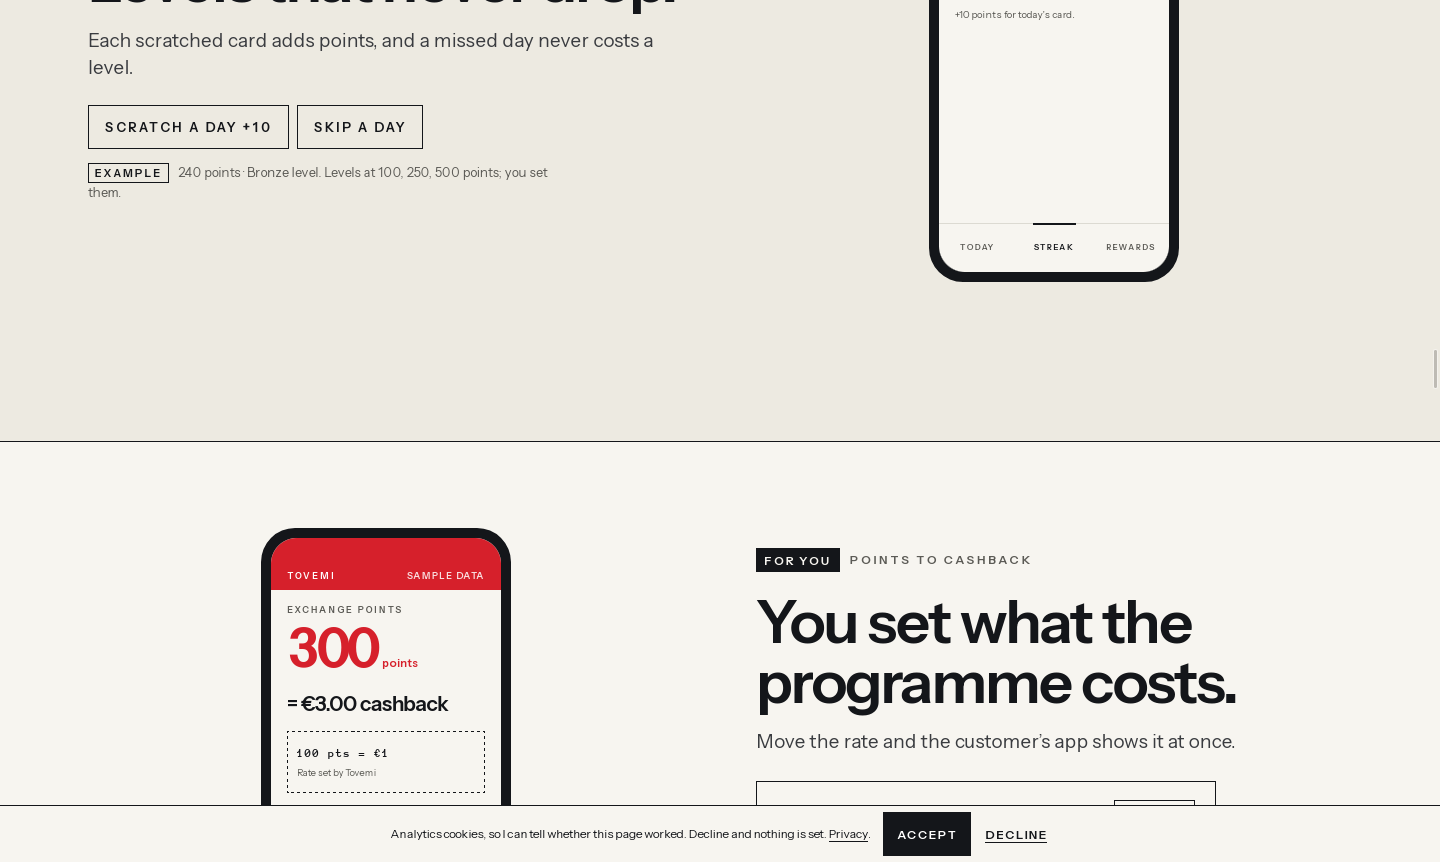 Levels that never drop.
Each scratched card adds points, and a missed day never costs a
level.
SCRATCH A DAY +10
SKIP A DAY
EXAMPLE 240 points · Bronze level. Levels at 100, 250, 500 points; you set
them.
+10 points for today's card.
TODAY STREAK REWARDS
TOVEMI SAMPLE DATA
EXCHANGE POINTS
300 points
= €3.00 cashback
100 pts = €1
Rate set by Tovemi
FOR YOU POINTS TO CASHBACK
You set what the
programme costs.
Move the rate and the customer’s app shows it at once.
Analytics cookies, so I can tell whether this page worked. Decline and nothing is set. Privacy.
ACCEPT
DECLINE